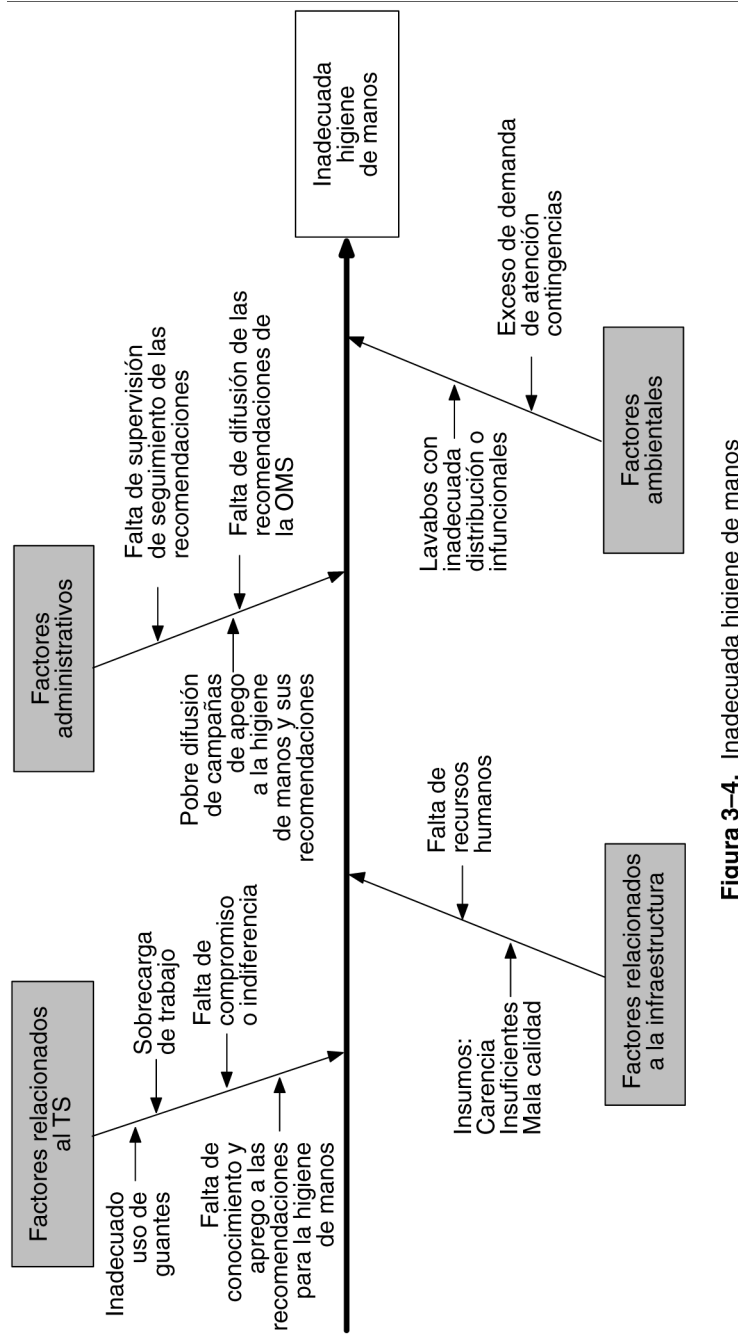 Factores relacionados
al TS
Inadecuado
uso de
guantes
Sobrecarga
de trabajo
Falta de
compromiso
o indiferencia
Falta de
conocimiento y
aprego a las
recomendaciones
para la higiene
de manos
Factores
administrativos
Falta de supervisión
de seguimiento de las
recomendaciones
Pobre difusión
de campañas
de apego
a la higiene
de manos y sus
recomendaciones
Falta de difusión de las
recomendaciones de
la OMS
Inadecuada
higiene
de manos
Insumos:
Carencia
Insuficientes
Mala calidad
Falta de
recursos
humanos
Factores relacionados
a la infraestructura
Lavabos con
inadecuada
distribución o
infuncionales
Exceso de demanda
de atención
contingencias
Factores
ambientales
Figura 3–4. Inadecuada higiene de manos